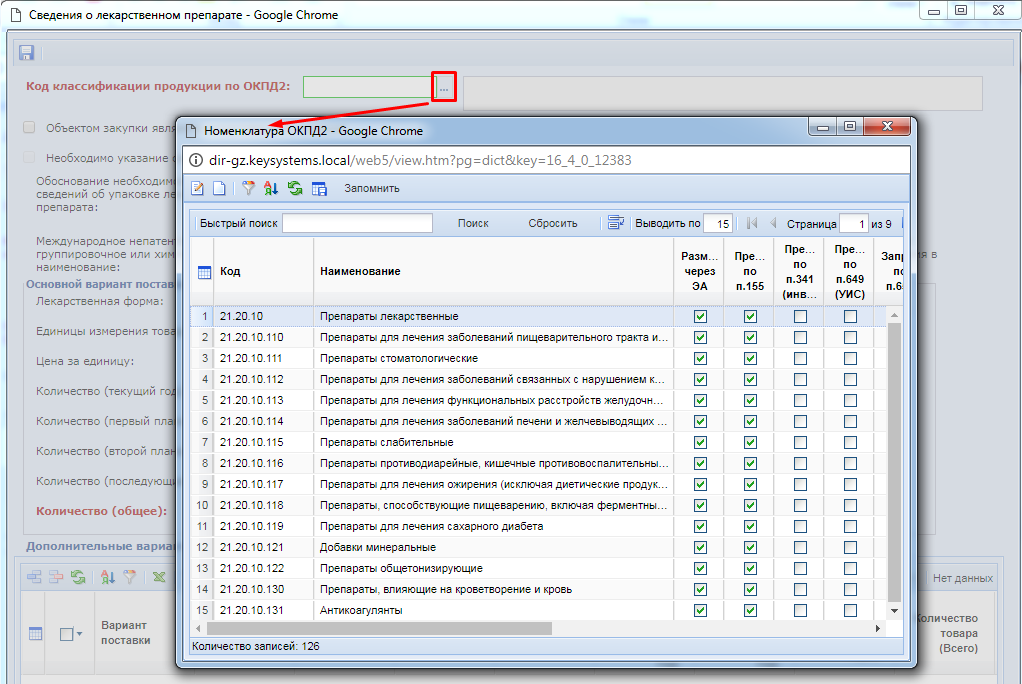 Сведения о лекарственном препарате - Google Chrome
Код классификации продукции по ОКПД2:
...
Объектом закупки явля
Необходимо указание
Обоснование необходимо
сведений об упаковке ле
препарата:
Международное непатент
группировочное или хим
наименование:
Основной вариант постав
Лекарственная форма:
Единицы измерения това
Цена за единицу:
Количество (текущий год
Количество (первый пла
Количество (второй план
Количество (последующи
Количество (общее):
Дополнительные вариан
Вариант
поставки
Номенклатура ОКПД2 - Google Chrome
dir-gz.keysystems.local/web5/view.htm?pg=dict&key=16_4_0_12383
Запомнить
Быстрый поиск Поиск Сбросить Выводить по 15 Страница 1 из 9
Код Наименование Разм... через ЭА Пре... по п.155 Пре... по п.341 (инв... Пре... по п.649 (УИС) Запр по п.6
1 21.20.10 Препараты лекарственные
2 21.20.10.110 Препараты для лечения заболеваний пищеварительного тракта и...
3 21.20.10.111 Препараты стоматологические
4 21.20.10.112 Препараты для лечения заболеваний связанных с нарушением к...
5 21.20.10.113 Препараты для лечения функциональных расстройств желудочн...
6 21.20.10.114 Препараты для лечения заболеваний печени и желчевыводящих ...
7 21.20.10.115 Препараты слабительные
8 21.20.10.116 Препараты противодиарейные, кишечные противовоспалительны...
9 21.20.10.117 Препараты для лечения ожирения (исключая диетические продук...
10 21.20.10.118 Препараты, способствующие пищеварению, включая ферментны...
11 21.20.10.119 Препараты для лечения сахарного диабета
12 21.20.10.121 Добавки минеральные
13 21.20.10.122 Препараты общетонизирующие
14 21.20.10.130 Препараты, влияющие на кроветворение и кровь
15 21.20.10.131 Антикоагулянты
Количество записей: 126
я в
Нет данных
Количество
товара
(Всего)